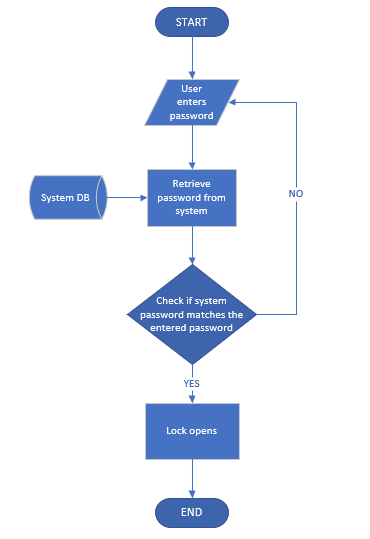 START
User
enters
password
Retrieve
password from
system
System DB
NO
Check if system
password matches the
entered password
YES
Lock opens
END